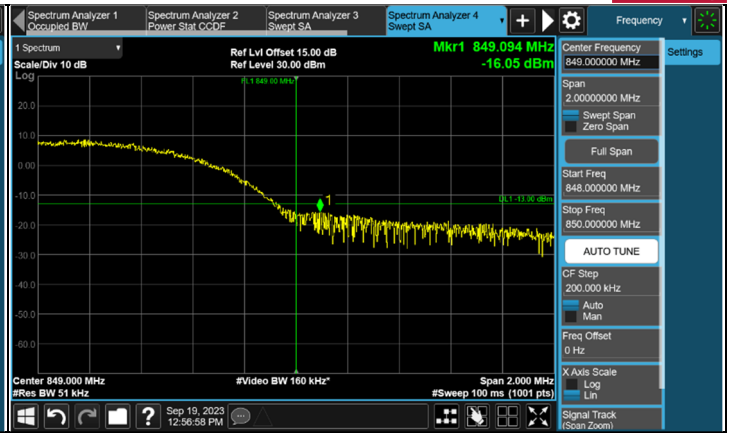 Spectrum Analyzer 1
Occupied BW
Spectrum Analyzer 2
Power Stat CCDF
Spectrum Analyzer 3
Swept SA
Spectrum Analyzer 4
Swept SA
Frequency
1 Spectrum
Scale/Div 10 dB
Log
Ref Lvl Offset 15.00 dB
Ref Level 30.00 dBm
Mkr1 849.094 MHz
-16.05 dBm
20.0
10.0
0.00
-10.0
-20.0
-30.0
-40.0
-50.0
-60.0
1
DL1 -13.00 dBm
Center 849.000 MHz
#Res BW 51 kHz
#Video BW 160 kHz*
Span 2.000 MHz
#Sweep 100 ms (1001 pts)
Center Frequency
849.000000 MHz
Settings
Span
2.00000000 MHz
Swept Span
Zero Span
Full Span
Start Freq
848.000000 MHz
Stop Freq
850.000000 MHz
AUTO TUNE
CF Step
200.000 kHz
Auto
Man
Freq Offset
0 Hz
X Axis Scale
Log
Lin
Signal Track
(Span Zoom)
Sep 19, 2023
12:56:58 PM